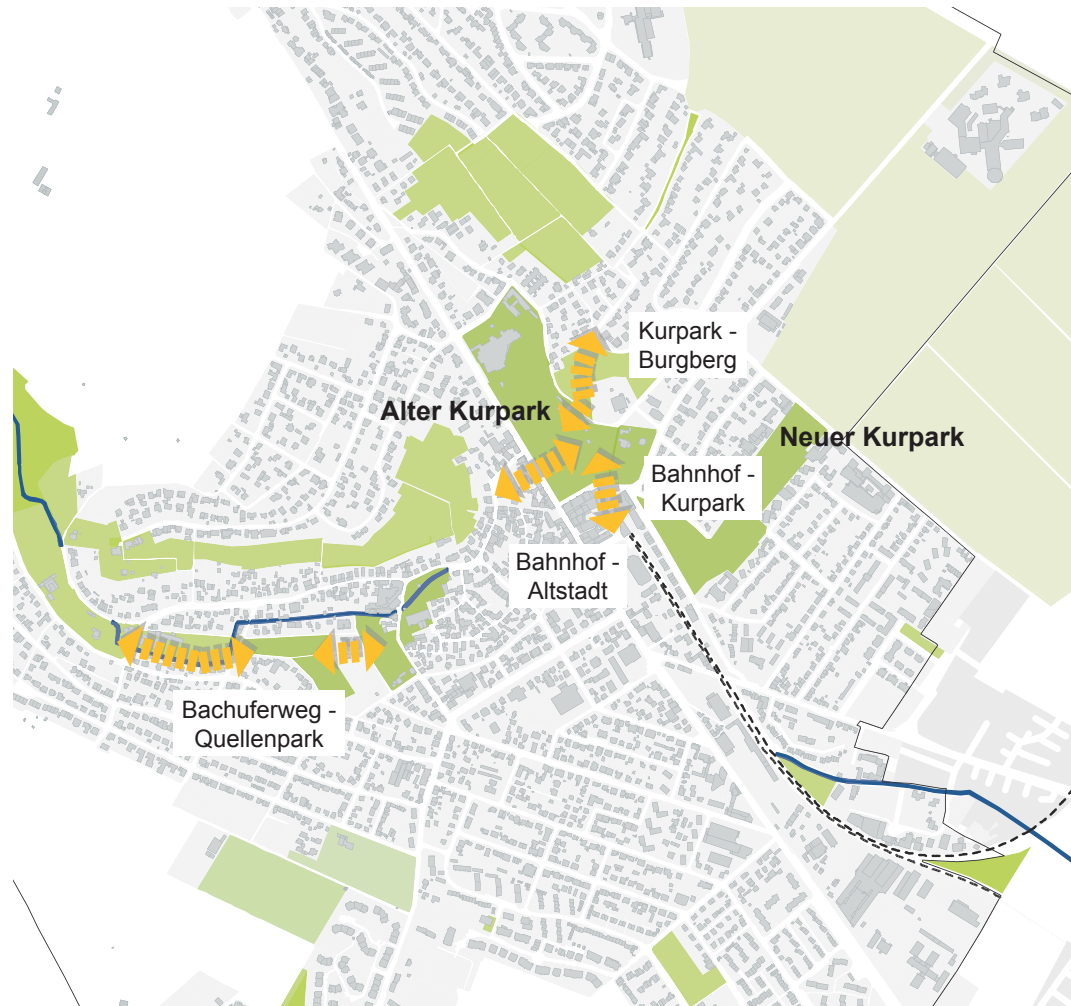 Kurpark -
Burgberg
Alter Kurpark
Neuer Kurpark
Bahnhof -
Kurpark
Bahnhof -
Altstadt
Bachuferweg -
Quellenpark